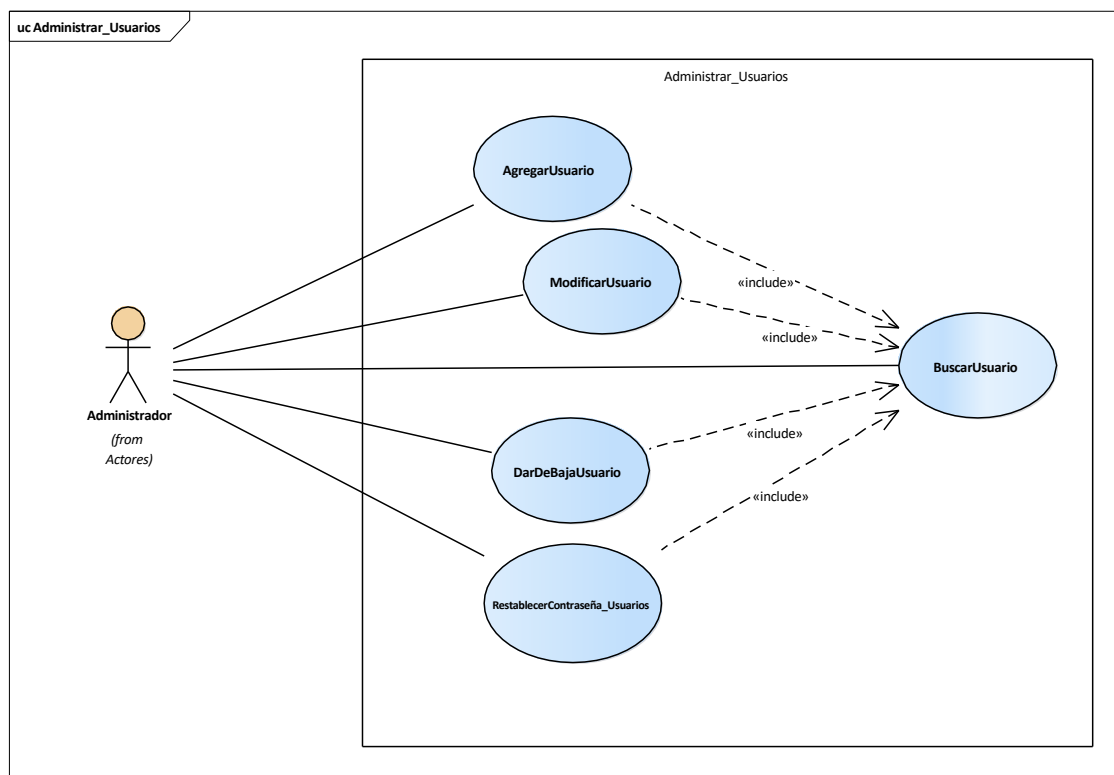 uc Administrar_Usuarios
Administrar_Usuarios
AgregarUsuario
ModificarUsuario
«include»
«include»
BuscarUsuario
Administrador
(from
Actores)
«include»
DarDeBajaUsuario
«include»
RestablecerContraseña_Usuarios